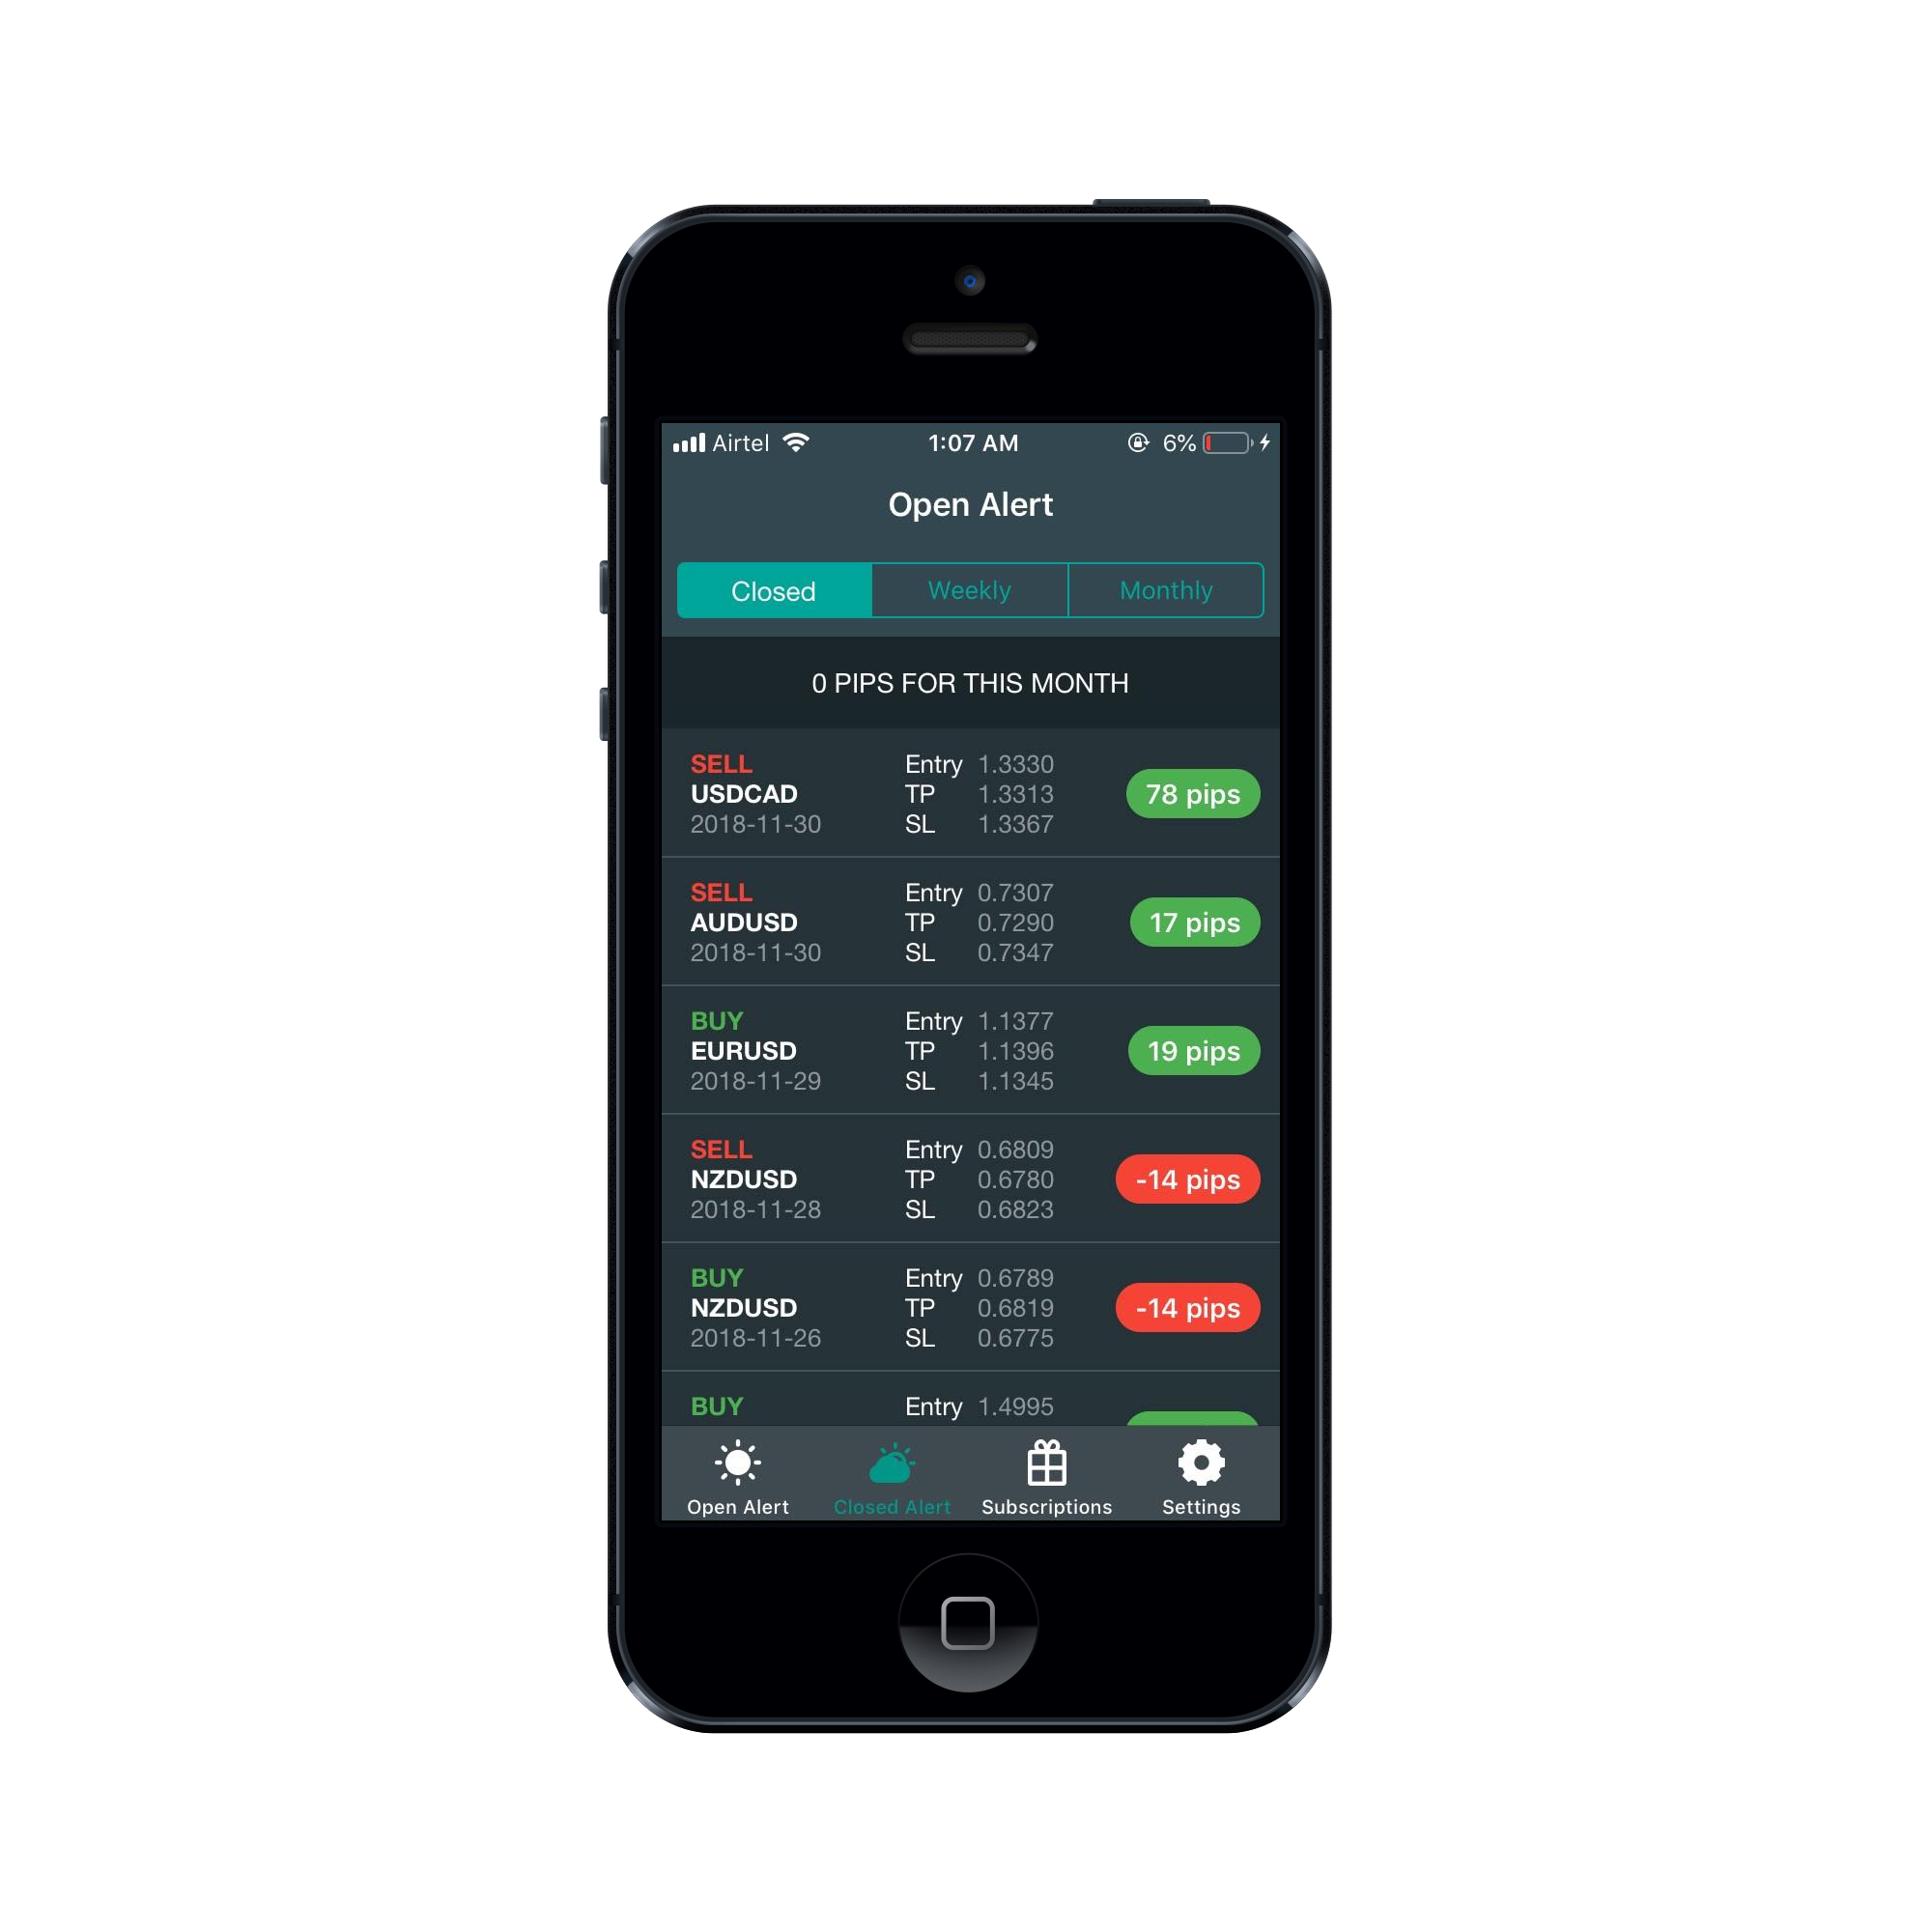 Airtel 1:07 AM 6%
Open Alert
Closed Weekly Monthly
0 PIPS FOR THIS MONTH
SELL Entry 1.3330
USDCAD TP 1.3313 78 pips
2018-11-30 SL 1.3367
SELL Entry 0.7307
AUDUSD TP 0.7290 17 pips
2018-11-30 SL 0.7347
BUY Entry 1.1377
EURUSD TP 1.1396 19 pips
2018-11-29 SL 1.1345
SELL Entry 0.6809
NZDUSD TP 0.6780 -14 pips
2018-11-28 SL 0.6823
BUY Entry 0.6789
NZDUSD TP 0.6819 -14 pips
2018-11-26 SL 0.6775
BUY Entry 1.4995
Open Alert Closed Alert Subscriptions Settings